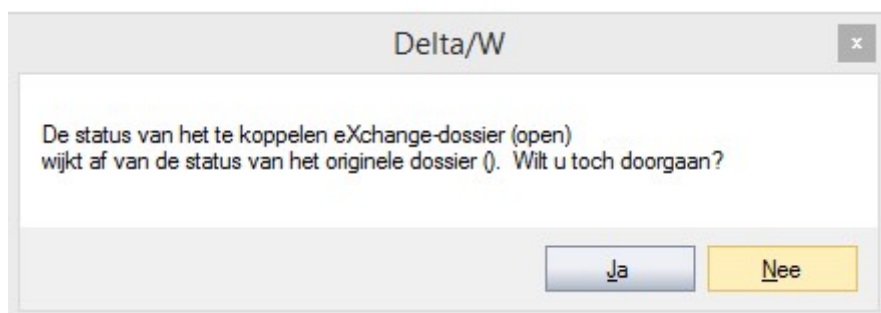 Delta/W
x
De status van het te koppelen eXchange-dossier (open)
wijkt af van de status van het originele dossier ().  Wilt u toch doorgaan?
Ja
Nee